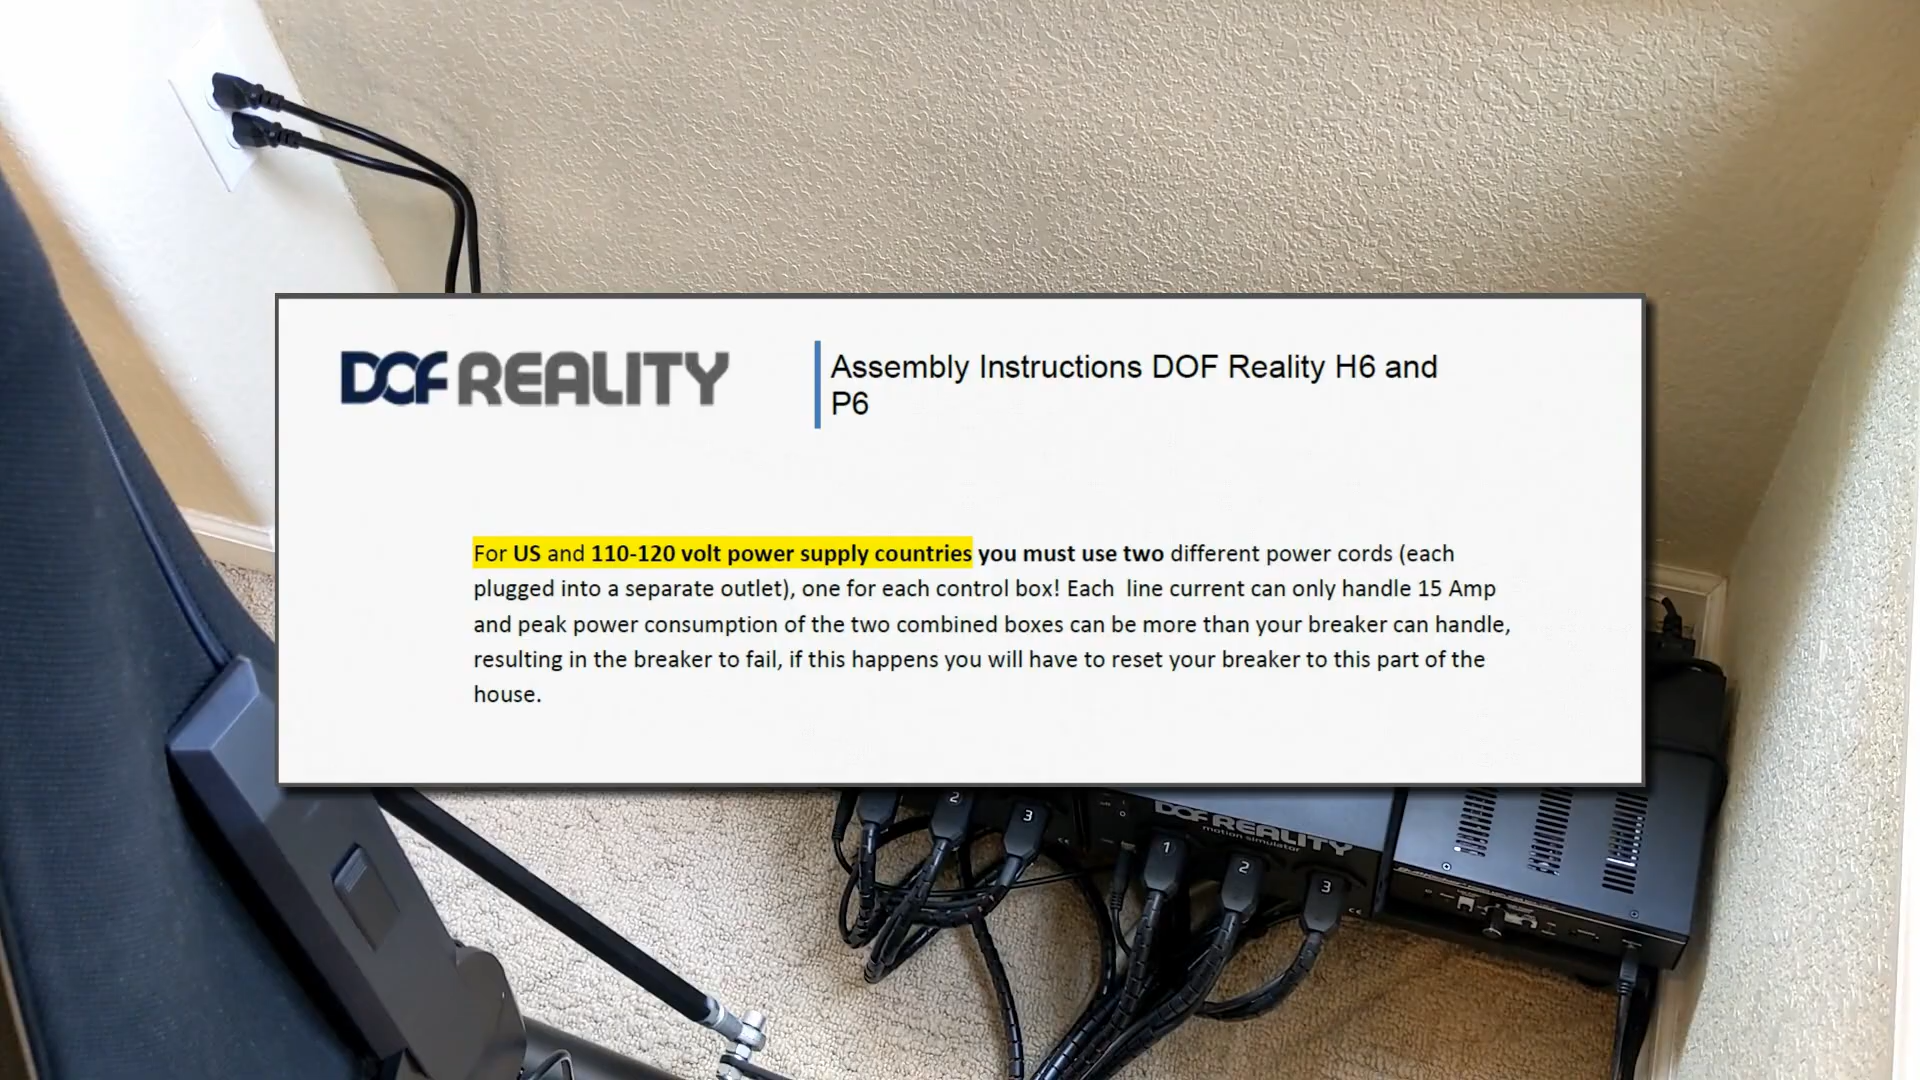 DOF REALITY
Assembly Instructions DOF Reality H6 and
P6
For US and 110-120 volt power supply countries you must use two different power cords (each
plugged into a separate outlet), one for each control box! Each line current can only handle 15 Amp
and peak power consumption of the two combined boxes can be more than your breaker can handle,
resulting in the breaker to fail, if this happens you will have to reset your breaker to this part of the
house.
2
3
DOF REALITY
motion simulator
1
2
3